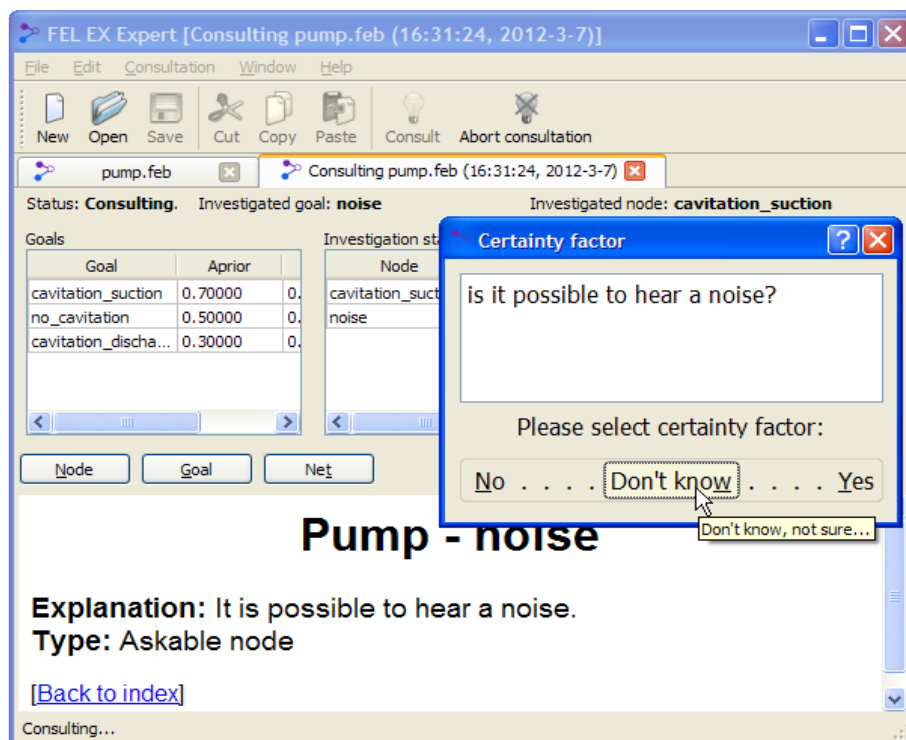 FEL EX Expert [Consulting pump.feb (16:31:24, 2012-3-7)]
File Edit Consultation Window Help
New Open Save Cut Copy Paste Consult Abort consultation
pump.feb Consulting pump.feb (16:31:24, 2012-3-7)
Status: Consulting. Investigated goal: noise Investigated node: cavitation_suction
Goals
Goal Aprior
cavitation_suction 0.70000 0.
no_cavitation 0.50000 0.
cavitation_discha... 0.30000 0.
Investigation st
Node
cavitation_suct
noise
Certainty factor
is it possible to hear a noise?
Please select certainty factor:
No . . . . Don't know . . . . Yes
Don't know, not sure...
Node Goal Net
Pump - noise
Explanation: It is possible to hear a noise.
Type: Askable node
[Back to index]
Consulting...